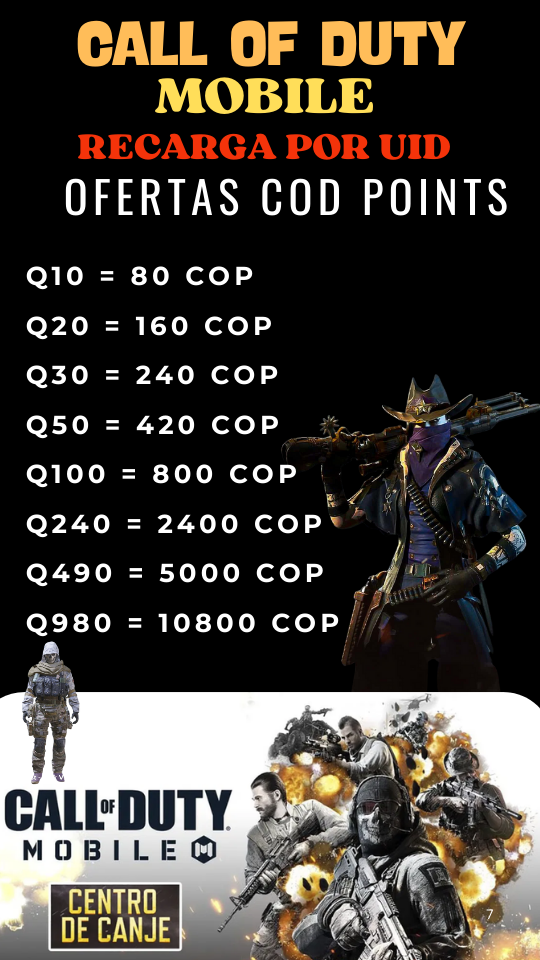 CALL OF DUTY
MOBILE
RECARGA POR UID
OFERTAS COD POINTS
Q10 = 80 COP
Q20 = 160 COP
Q30 = 240 COP
Q50 = 420 COP
Q100 = 800 COP
Q240 = 2400 COP
Q490 = 5000 COP
Q980 = 10800 COP
CALL OF DUTY
MOBILE
CENTRO
DE CANJE
7